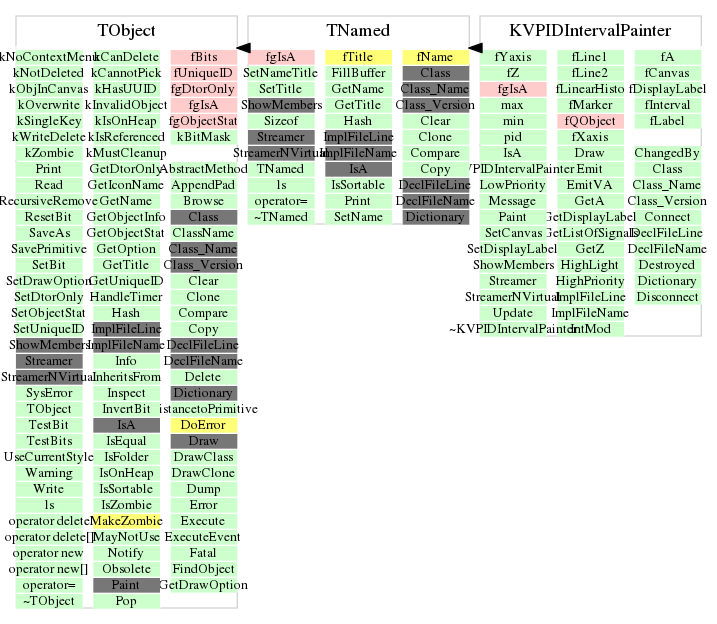 TObject TNamed KVPIDIntervalPainter
kNoContextMenu kCanDelete fBits fgIsA fTitle fName fYaxis fLine1 fA
kNotDeleted kCannotPick fUniqueID SetNameTitle FillBuffer Class fZ fLine2 fCanvas
kObjInCanvas kHasUUID fgDtorOnly SetTitle GetName Class_Name fgIsA fLinearHisto fDisplayLabel
kOverwrite kInvalidObject fgIsA ShowMembers GetTitle Class_Version max fMarker fInterval
kSingleKey kIsOnHeap fgObjectStat Sizeof Hash Clear min fQObject fLabel
kWriteDelete kIsReferenced kBitMask Streamer ImplFileLine Clone pid fXaxis
kZombie kMustCleanup StreamerNVirtual ImplFileName Compare IsA Draw ChangedBy
Print GetDtorOnly AbstractMethod TNamed IsA Copy VPIDIntervalPainter Emit Class
Read GetIconName AppendPad ls IsSortable DeclFileLine LowPriority EmitVA Class_Name
RecursiveRemove GetName Browse operator= Print DeclFileName Message GetA Class_Version
ResetBit GetObjectInfo Class ~TNamed SetName Dictionary Paint GetDisplayLabel Connect
SaveAs GetObjectStat ClassName SetCanvas GetListOfSignals DeclFileLine
SavePrimitive GetOption Class_Name SetDisplayLabel GetZ DeclFileName
SetBit GetTitle Class_Version ShowMembers HighLight Destroyed
SetDrawOption GetUniqueID Clear Streamer HighPriority Dictionary
SetDtorOnly HandleTimer Clone StreamerNVirtual ImplFileLine Disconnect
SetObjectStat Hash Compare Update ImplFileName
SetUniqueID ImplFileLine Copy ~KVPIDIntervalPainter IntMod
ShowMembers ImplFileName DeclFileLine
Streamer Info DeclFileName
StreamerNVirtual InheritsFrom Delete
SysError Inspect Dictionary
TObject InvertBit istancetoPrimitive
TestBit IsA DoError
TestBits IsEqual Draw
UseCurrentStyle IsFolder DrawClass
Warning IsOnHeap DrawClone
Write IsSortable Dump
ls IsZombie Error
operator delete MakeZombie Execute
operator delete[] MayNotUse ExecuteEvent
operator new Notify Fatal
operator new[] Obsolete FindObject
operator= Paint GetDrawOption
~TObject Pop